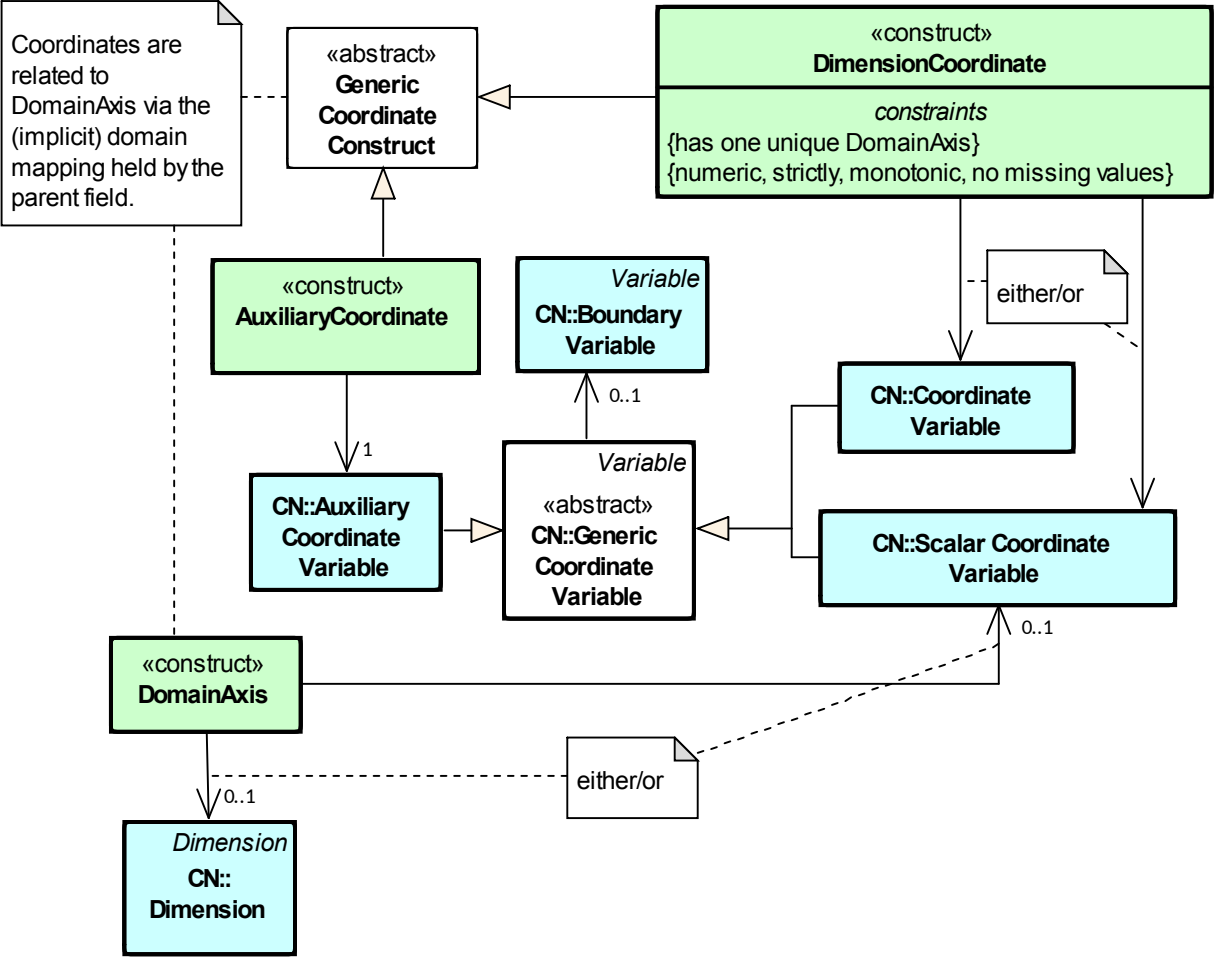 Coordinates are
related to
DomainAxis via the
(implicit) domain
mapping held by the
parent field.
«abstract»
Generic
Coordinate
Construct
«construct»
DimensionCoordinate
constraints
{has one unique DomainAxis}
{numeric, strictly, monotonic, no missing values}
«construct»
AuxiliaryCoordinate
Variable
CN::Boundary
Variable
either/or
0..1
CN::Coordinate
Variable
1
Variable
«abstract»
CN::Generic
Coordinate
Variable
CN::Auxiliary
Coordinate
Variable
CN::Scalar Coordinate
Variable
0..1
«construct»
DomainAxis
either/or
0..1
Dimension
CN::
Dimension